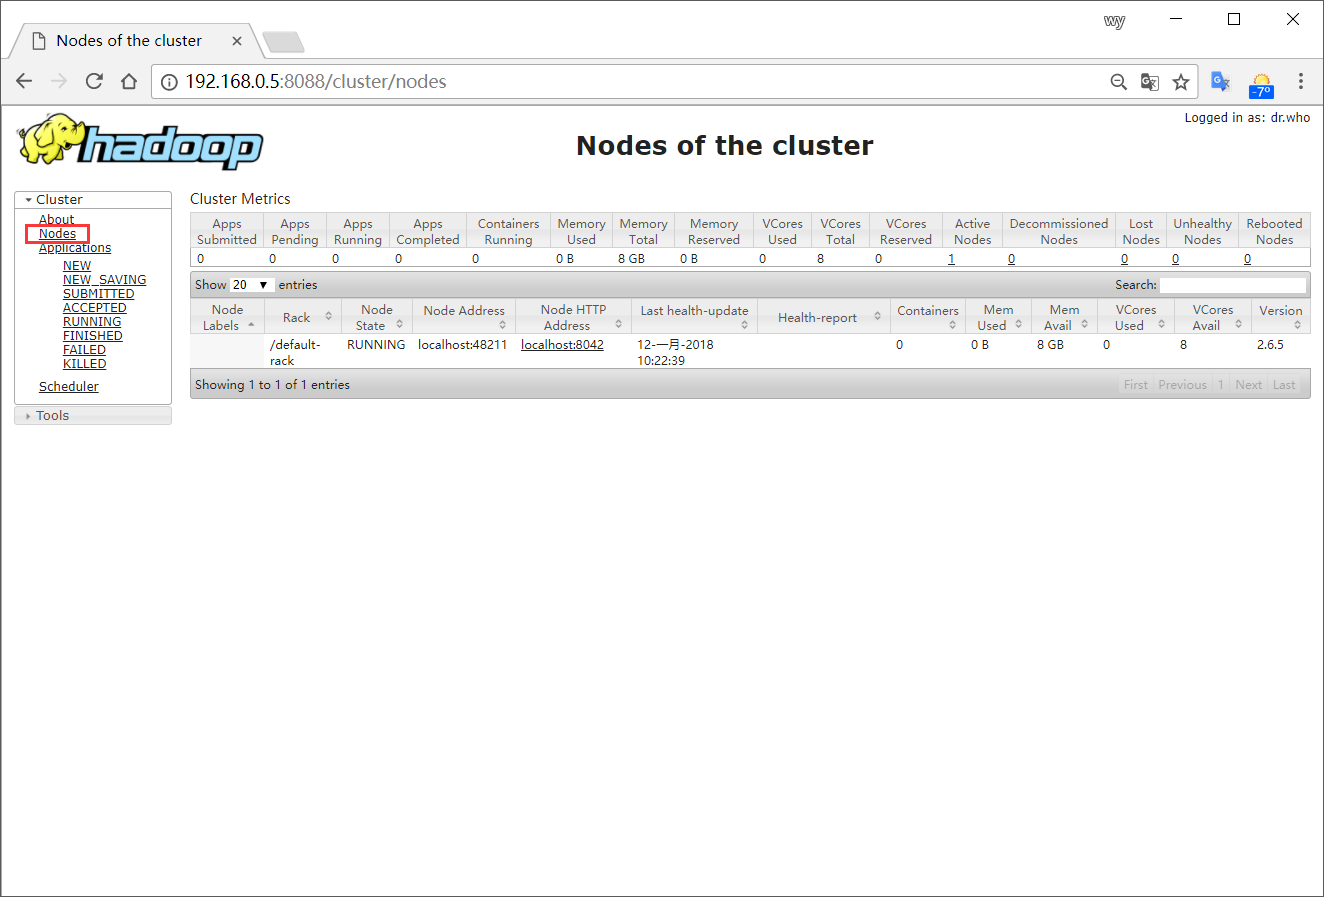 wy
Nodes of the cluster
192.168.0.5:8088/cluster/nodes
-7°
Logged in as: dr.who
hadoop
Nodes of the cluster
Cluster
About
Nodes
Applications
NEW
NEW_SAVING
SUBMITTED
ACCEPTED
RUNNING
FINISHED
FAILED
KILLED
Scheduler
Tools
Cluster Metrics
Apps Submitted Apps Pending Apps Running Apps Completed Containers Running Memory Used Memory Total Memory Reserved VCores Used VCores Total VCores Reserved Active Nodes Decommissioned Nodes Lost Nodes Unhealthy Nodes Rebooted Nodes
0 0 0 0 0 0 B 8 GB 0 B 0 8 0 1 0 0 0 0
Show 20 entries Search:
Node Labels Rack Node State Node Address Node HTTP Address Last health-update Health-report Containers Mem Used Mem Avail VCores Used VCores Avail Version
/default-rack RUNNING localhost:48211 localhost:8042 12-一月-2018 10:22:39 0 0 B 8 GB 0 8 2.6.5
Showing 1 to 1 of 1 entries First Previous 1 Next Last